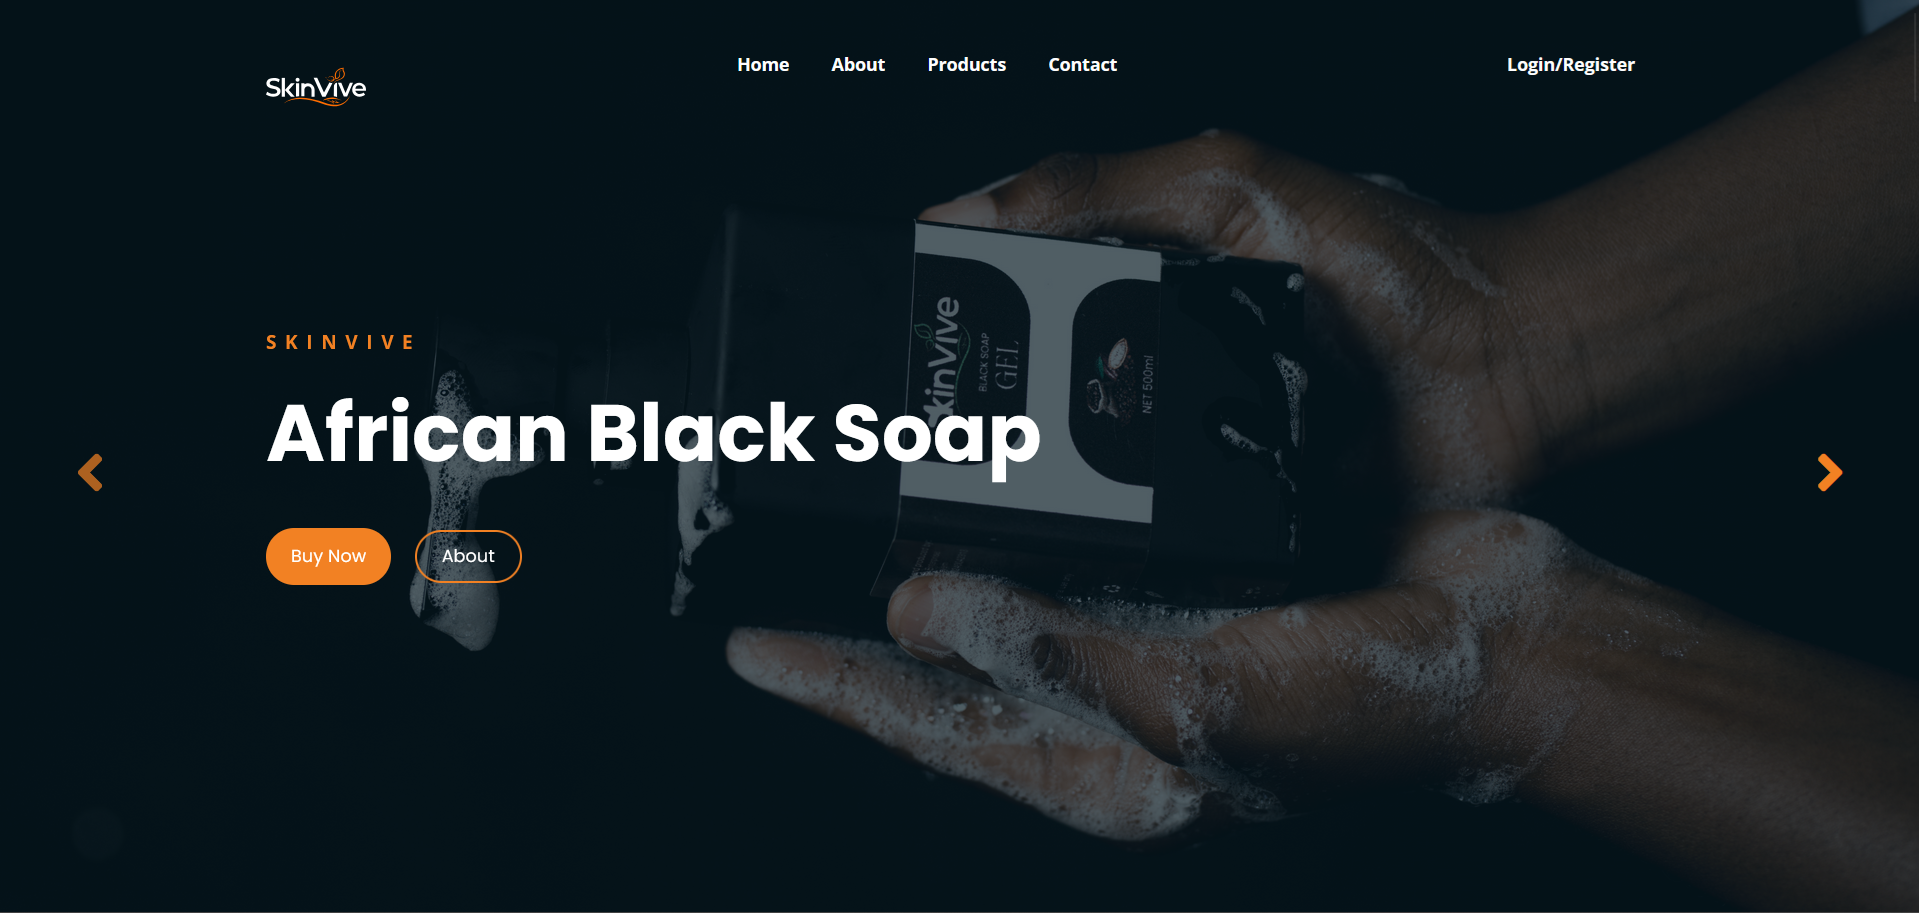 SkinVive
Home
About
Products
Contact
Login/Register
SKINVIVE
African Black Soap
Buy Now
About
SkinVive
BLACK SOAP
GEL
NET 500ml